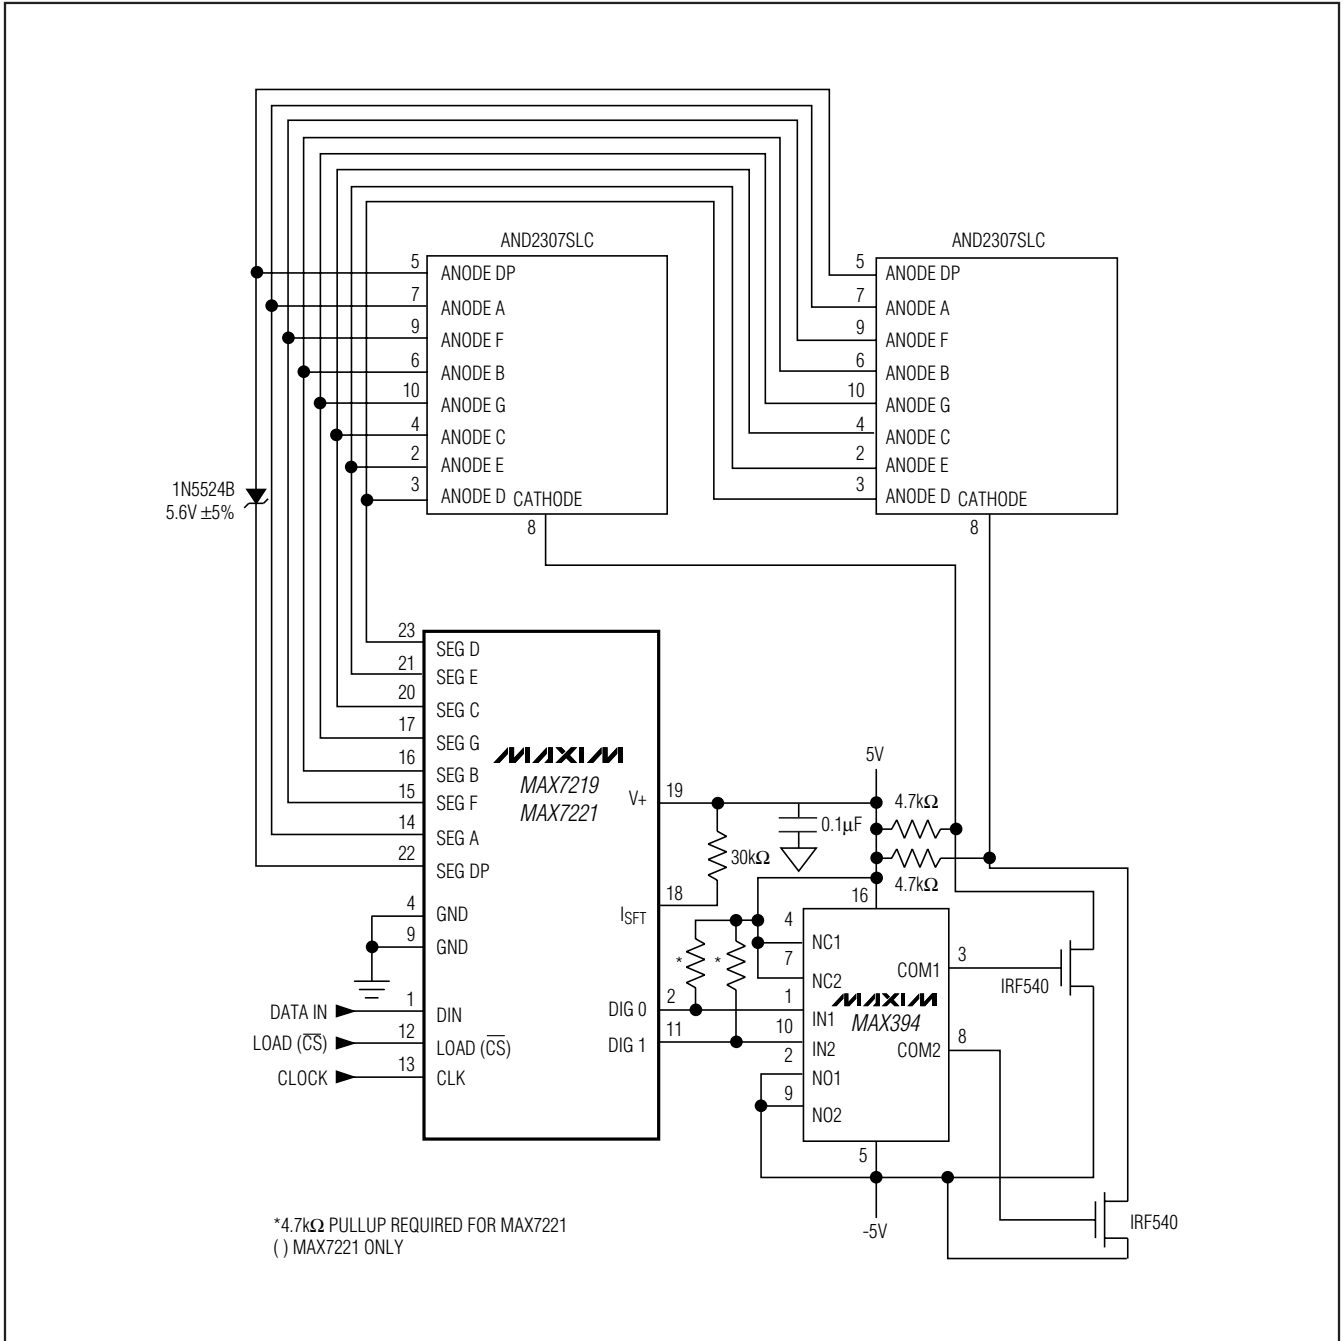 AND2307SLC
5
ANODE DP
7
ANODE A
9
ANODE F
6
ANODE B
10
ANODE G
4
ANODE C
2
ANODE E
3
ANODE D CATHODE
8
AND2307SLC
5
ANODE DP
7
ANODE A
9
ANODE F
6
ANODE B
10
ANODE G
4
ANODE C
2
ANODE E
3
ANODE D CATHODE
8
1N5524B
5.6V ±5%
23
SEG D
21
SEG E
20
SEG C
17
SEG G
16
SEG B
15
SEG F
14
SEG A
22
SEG DP
4
GND
9
GND
DATA IN
1
DIN
LOAD (C̅S̅)
12
LOAD (C̅S̅)
CLOCK
13
CLK
MAXIM
MAX7219
MAX7221
V+
19
ISFT
18
DIG 0
2
DIG 1
11
30kΩ
0.1µF
5V
4.7kΩ
4.7kΩ
*
*
16
4
NC1
7
NC2
1
IN1
10
IN2
2
NO1
9
NO2
MAXIM
MAX394
COM1
3
COM2
8
5
-5V
IRF540
IRF540
*4.7kΩ PULLUP REQUIRED FOR MAX7221
( ) MAX7221 ONLY